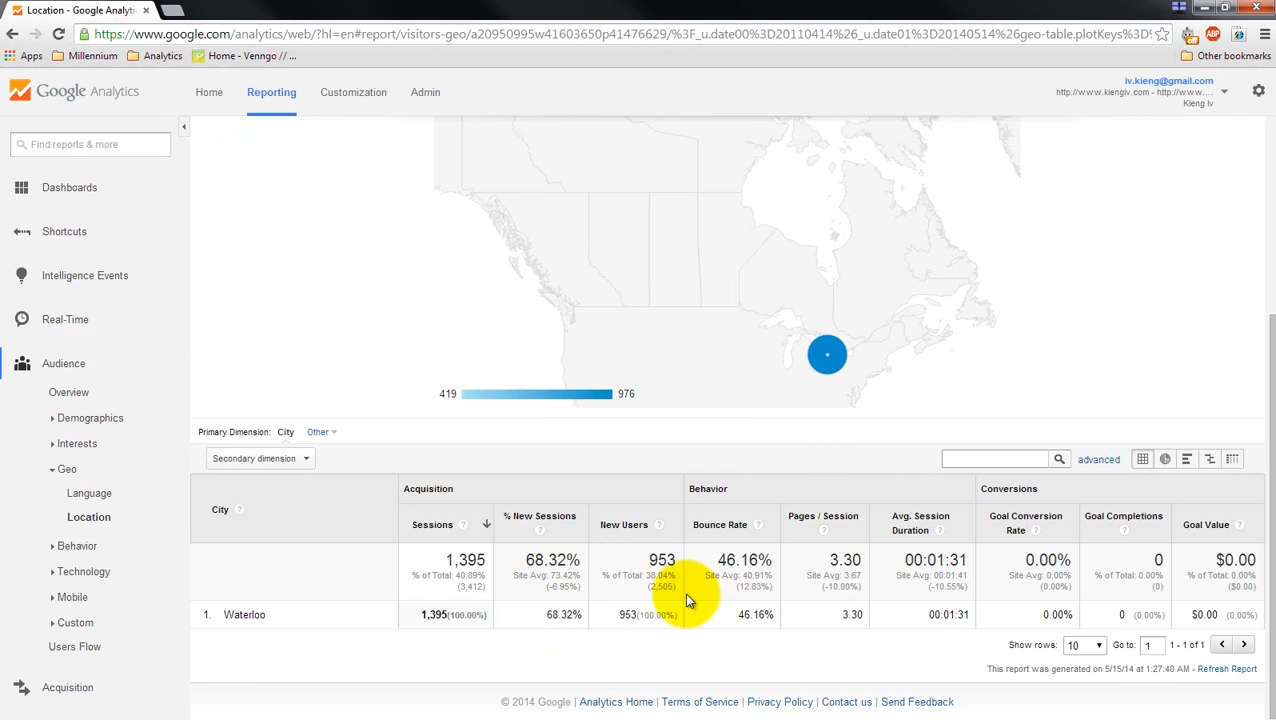 Location - Google Analyti
https://www.google.com/analytics/web/?hl=en#report/visitors-geo/a20959995w41963650p41476629/%3F_u.date00%3D20110414%26_u.date01%3D20140514%26geo-table.plotKeys%3D%
Apps Millennium Analytics Home - Venngo // ... Other bookmarks
off ABP
Google Analytics Home Reporting Customization Admin
iv.kieng@gmail.com
http://www.kiengiv.com - http://www....
Kieng Iv
Find reports & more
Dashboards
Shortcuts
Intelligence Events
Real-Time
Audience
Overview
Demographics
Interests
Geo
Language
Location
Behavior
Technology
Mobile
Custom
Users Flow
Acquisition
419 976
Primary Dimension: City Other
Secondary dimension advanced
City
Acquisition Behavior Conversions
Sessions % New Sessions New Users Bounce Rate Pages / Session Avg. Session Duration Goal Conversion Rate Goal Completions Goal Value
1,395 68.32% 953 46.16% 3.30 00:01:31 0.00% 0 $0.00
% of Total: 40.89% Site Avg: 73.42% % of Total: 38.04% Site Avg: 40.91% Site Avg: 3.67 Site Avg: 00:01:41 Site Avg: 0.00% % of Total: 0.00% % of Total: 0.00%
(3,412) (-6.95%) (2,505) (12.83%) (-10.00%) (-10.55%) (0.00%) (0) ($0.00)
1. Waterloo 1,395(100.00%) 68.32% 953(100.00%) 46.16% 3.30 00:01:31 0.00% 0 (0.00%) $0.00 (0.00%)
Show rows: 10 Go to: 1 1 - 1 of 1
This report was generated on 5/15/14 at 1:27:40 AM - Refresh Report
© 2014 Google | Analytics Home | Terms of Service | Privacy Policy | Contact us | Send Feedback